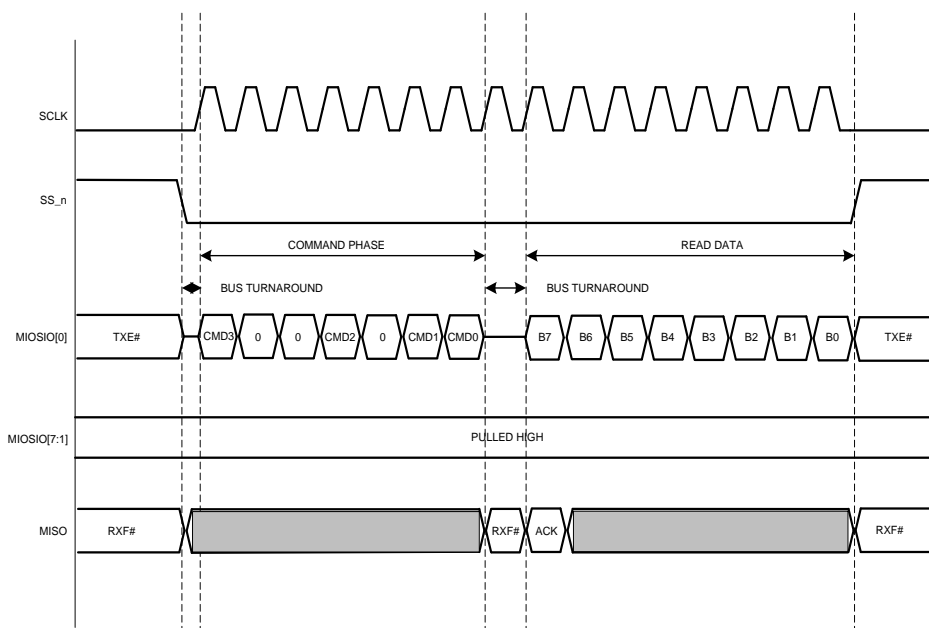 SCLK
SS_n
COMMAND PHASE READ DATA
BUS TURNAROUND BUS TURNAROUND
MIOSIO[0] TXE# CMD3 0 0 CMD2 0 CMD1 CMD0 B7 B6 B5 B4 B3 B2 B1 B0 TXE#
MIOSIO[7:1] PULLED HIGH
MISO RXF# RXF# ACK RXF#